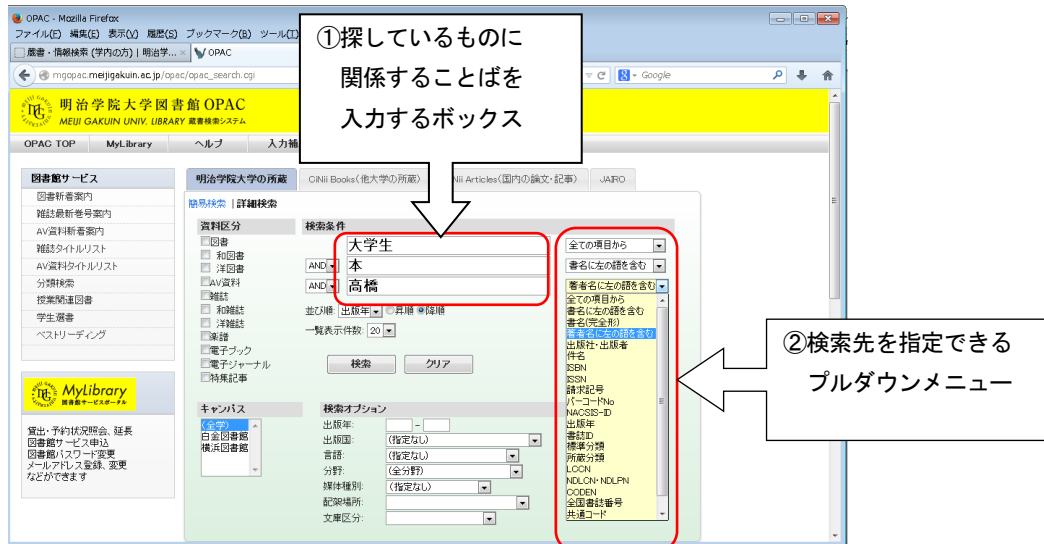 OPAC - Mozilla Firefox
ファイル(F) 編集(E) 表示(V) 履歴(S) ブックマーク(B) ツール(T)
蔵書・情報検索 (学内の方) | 明治学... ×
OPAC
mgopac.meijigakuin.ac.jp/opac/opac_search.cgi
Google
①探しているものに
関係することばを
入力するボックス
明治学院大学図書館 OPAC
MEIJI GAKUIN UNIV. LIBRARY 蔵書検索システム
OPAC TOP MyLibrary ヘルプ 入力補
図書館サービス
図書新着案内
雑誌最新巻号案内
AV資料新着案内
雑誌タイトルリスト
AV資料タイトルリスト
分類検索
授業関連図書
学生選書
ベストリーディング
MyLibrary
図書館サービスポータル
貸出・予約状況照会、延長
図書館サービス申込
図書館パスワード変更
メールアドレス登録、変更
などができます
明治学院大学の所蔵 CiNii Books(他大学の所蔵) Nii Articles(国内の論文・記事) JAIRO
簡易検索 | 詳細検索
資料区分
図書
和図書
洋図書
AV資料
雑誌
和雑誌
洋雑誌
楽譜
電子ブック
電子ジャーナル
特集記事
検索条件
大学生 全ての項目から
AND 本 書名に左の語を含む
AND 高橋 著者名に左の語を含む
並び順: 出版年 昇順 降順
一覧表示件数: 20
検索 クリア
全ての項目から
書名に左の語を含む
書名(完全形)
著者名に左の語を含む
出版社・出版者
件名
ISBN
ISSN
請求記号
バーコードNo
NACSIS-ID
出版年
書誌ID
標準分類
所蔵分類
LCCN
NDLCN・NDLPN
CODEN
全国書誌番号
共通コード
②検索先を指定できる
プルダウンメニュー
キャンパス
(全学)
白金図書館
横浜図書館
検索オプション
出版年: -
出版国: (指定なし)
言語: (指定なし)
分野: (全分野)
媒体種別: (指定なし)
配架場所:
文庫区分: